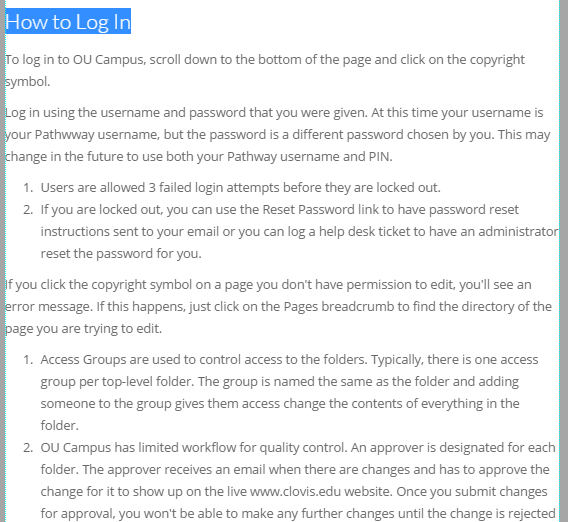 How to Log In
To log in to OU Campus, scroll down to the bottom of the page and click on the copyright
symbol.
Log in using the username and password that you were given. At this time your username is
your Pathwway username, but the password is a different password chosen by you. This may
change in the future to use both your Pathway username and PIN.
1. Users are allowed 3 failed login attempts before they are locked out.
2. If you are locked out, you can use the Reset Password link to have password reset
instructions sent to your email or you can log a help desk ticket to have an administrator
reset the password for you.
If you click the copyright symbol on a page you don't have permission to edit, you'll see an
error message. If this happens, just click on the Pages breadcrumb to find the directory of the
page you are trying to edit.
1. Access Groups are used to control access to the folders. Typically, there is one access
group per top-level folder. The group is named the same as the folder and adding
someone to the group gives them access change the contents of everything in the
folder.
2. OU Campus has limited workflow for quality control. An approver is designated for each
folder. The approver receives an email when there are changes and has to approve the
change for it to show up on the live www.clovis.edu website. Once you submit changes
for approval, you won't be able to make any further changes until the change is rejected